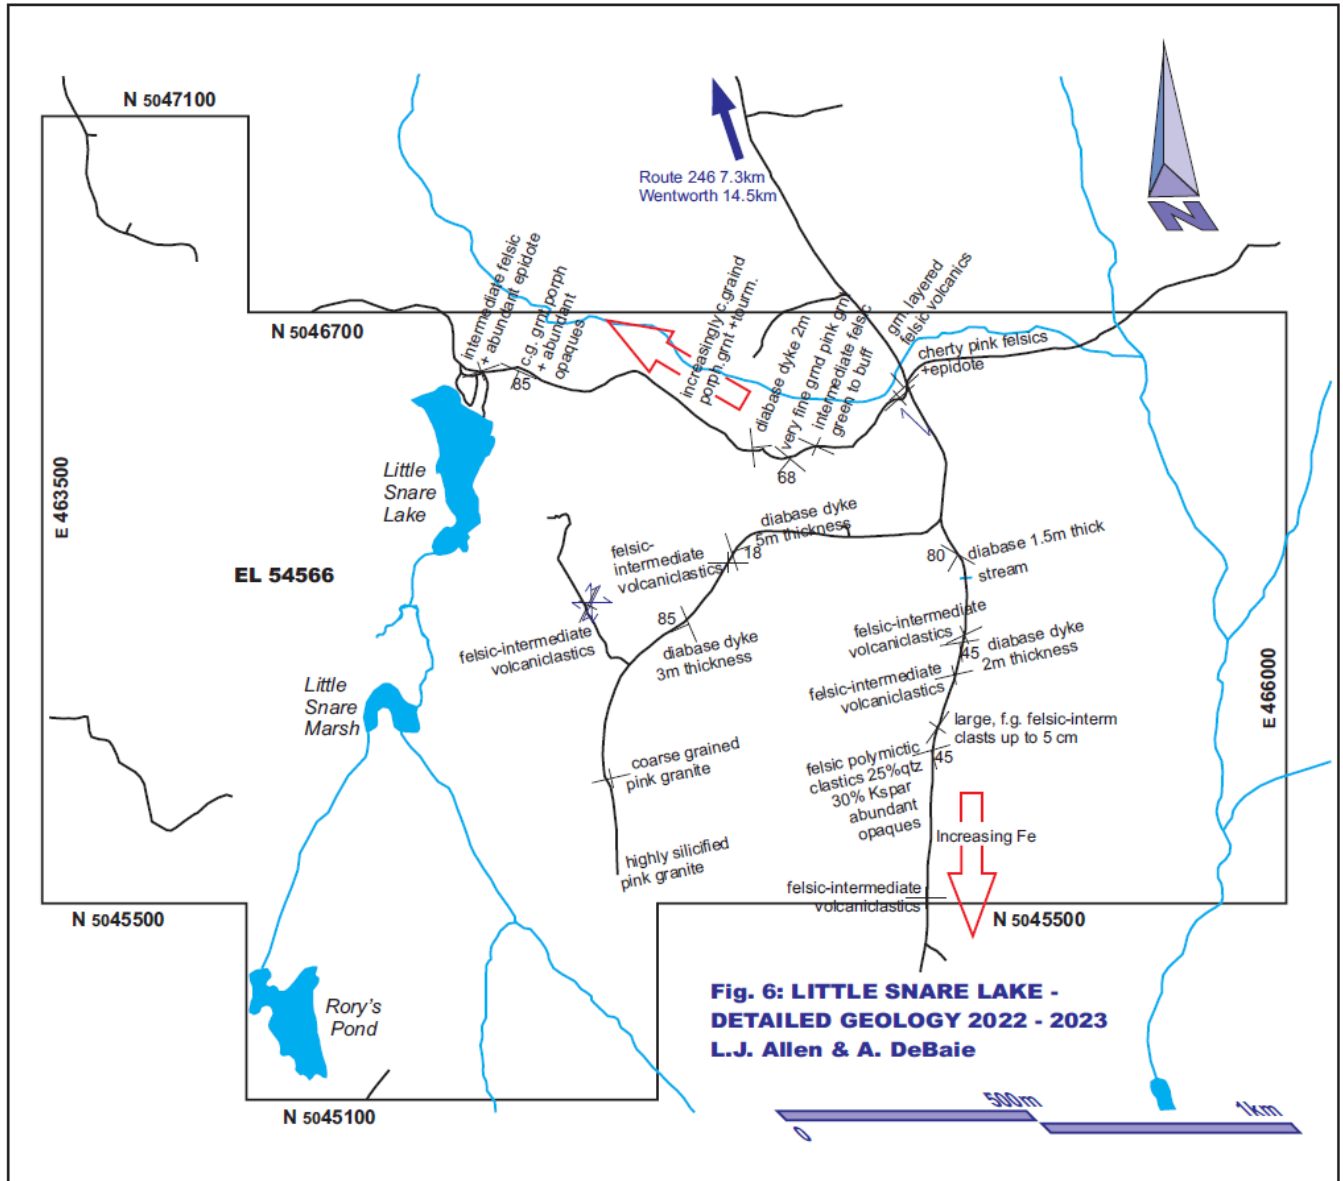 N 5047100
Route 246 7.3km
Wentworth 14.5km
N
N 5046700
intermediate felsic
+ abundant epidote
c.g. grnt porph
+ abundant
opaques
85
increasingly c.graind
porph.grnt +tourm.
diabase dyke 2m
very fine grnd pink grnt
intermediate felsic
green to buff
68
grn. layered
felsic volcanics
cherty pink felsics
+epidote
Little
Snare
Lake
E 463500
EL 54566
felsic-
intermediate
volcaniclastics
diabase dyke
5m thickness
18
80
diabase 1.5m thick
stream
85
felsic-intermediate
volcaniclastics
diabase dyke
3m thickness
felsic-intermediate
volcaniclastics
45
diabase dyke
2m thickness
felsic-intermediate
volcaniclastics
Little
Snare
Marsh
E 466000
large, f.g. felsic-interm
clasts up to 5 cm
coarse grained
pink granite
felsic polymictic
clastics 25%qtz
30% Kspar
abundant
opaques
45
Increasing Fe
highly silicified
pink granite
felsic-intermediate
volcaniclastics
N 5045500
N 5045500
Rory's
Pond
Fig. 6: LITTLE SNARE LAKE -
DETAILED GEOLOGY 2022 - 2023
L.J. Allen & A. DeBaie
N 5045100
0
500m
1km